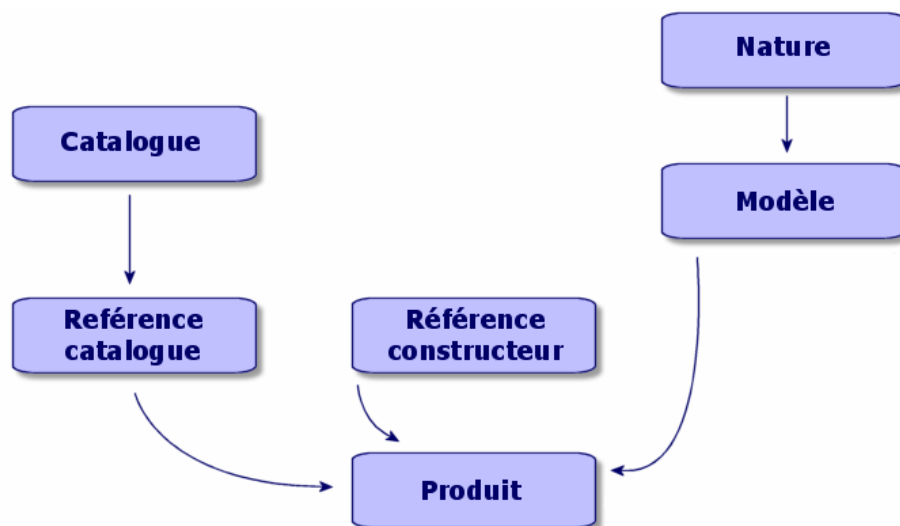 Nature
Catalogue
Modèle
Reférence
catalogue
Référence
constructeur
Produit